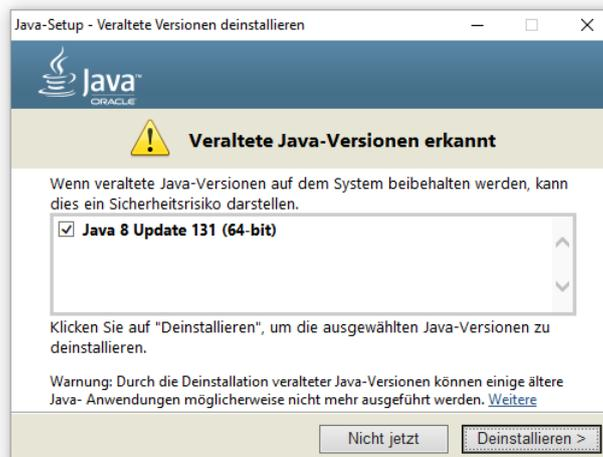 Java-Setup - Veraltete Versionen deinstallieren
Java™
ORACLE
Veraltete Java-Versionen erkannt
Wenn veraltete Java-Versionen auf dem System beibehalten werden, kann
dies ein Sicherheitsrisiko darstellen.
Java 8 Update 131 (64-bit)
Klicken Sie auf "Deinstallieren", um die ausgewählten Java-Versionen zu
deinstallieren.
Warnung: Durch die Deinstallation veralteter Java-Versionen können einige ältere
Java- Anwendungen möglicherweise nicht mehr ausgeführt werden. Weitere
Nicht jetzt
Deinstallieren >